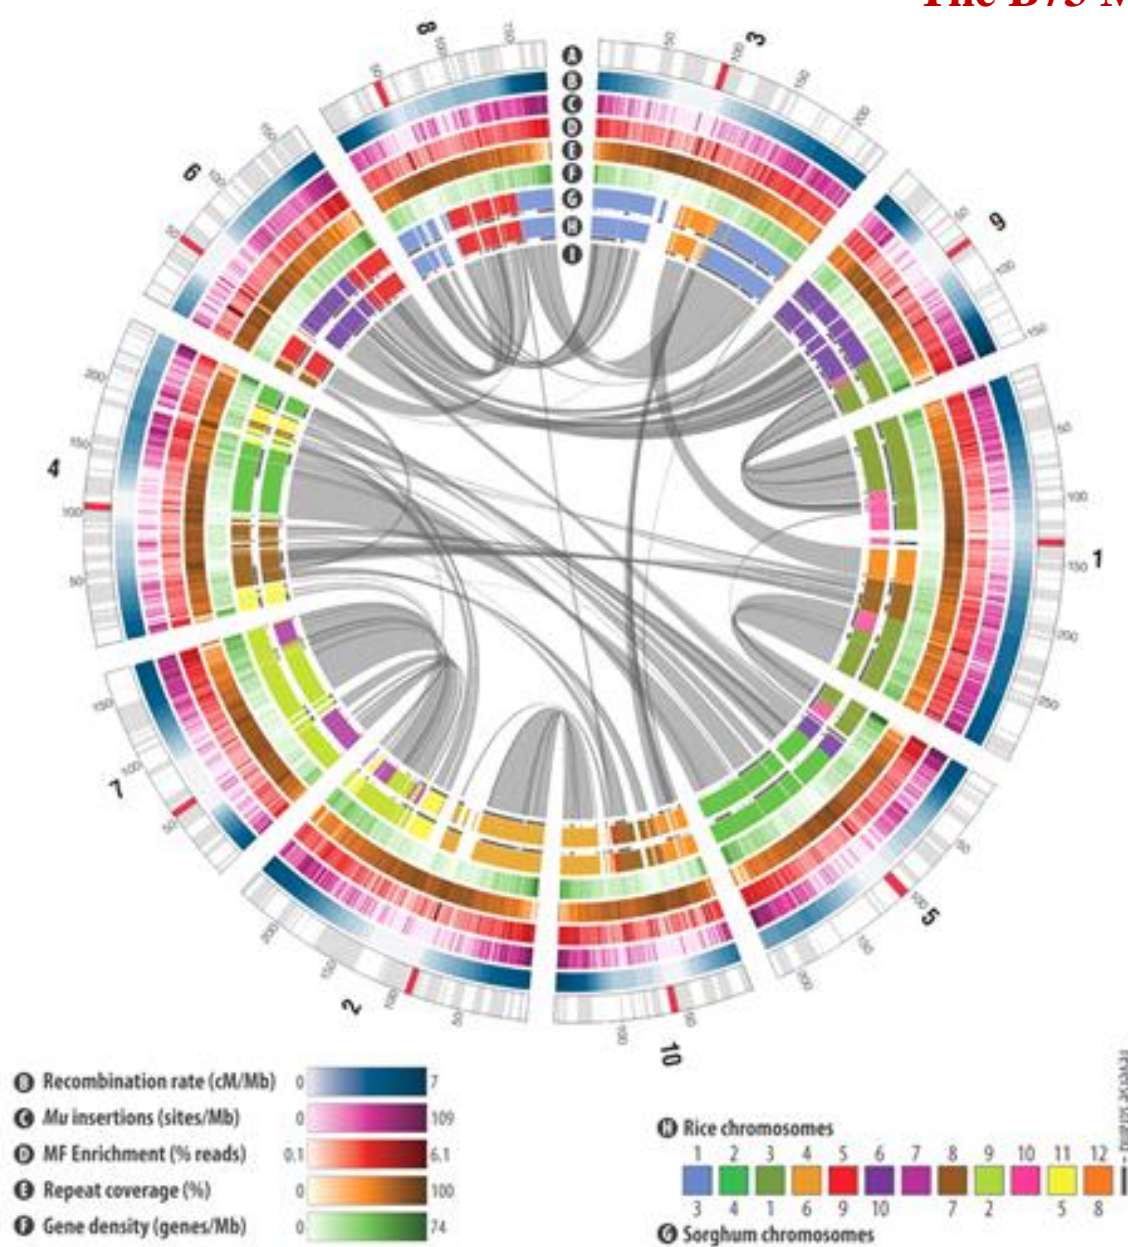 The B73 M
8
50
100
150
A
B
C
D
E
F
G
H
I
3
50
100
150
200
9
50
100
150
1
50
100
150
200
250
5
50
100
150
200
10
50
100
2
50
100
150
200
7
50
100
150
4
50
100
150
200
6
50
100
150
B Recombination rate (cM/Mb) 0 7
C Mu insertions (sites/Mb) 0 109
D MF Enrichment (% reads) 0.1 6.1
E Repeat coverage (%) 0 100
F Gene density (genes/Mb) 0 74
H Rice chromosomes
1 2 3 4 5 6 7 8 9 10 11 12
3 4 1 6 9 10 7 2 5 8
G Sorghum chromosomes